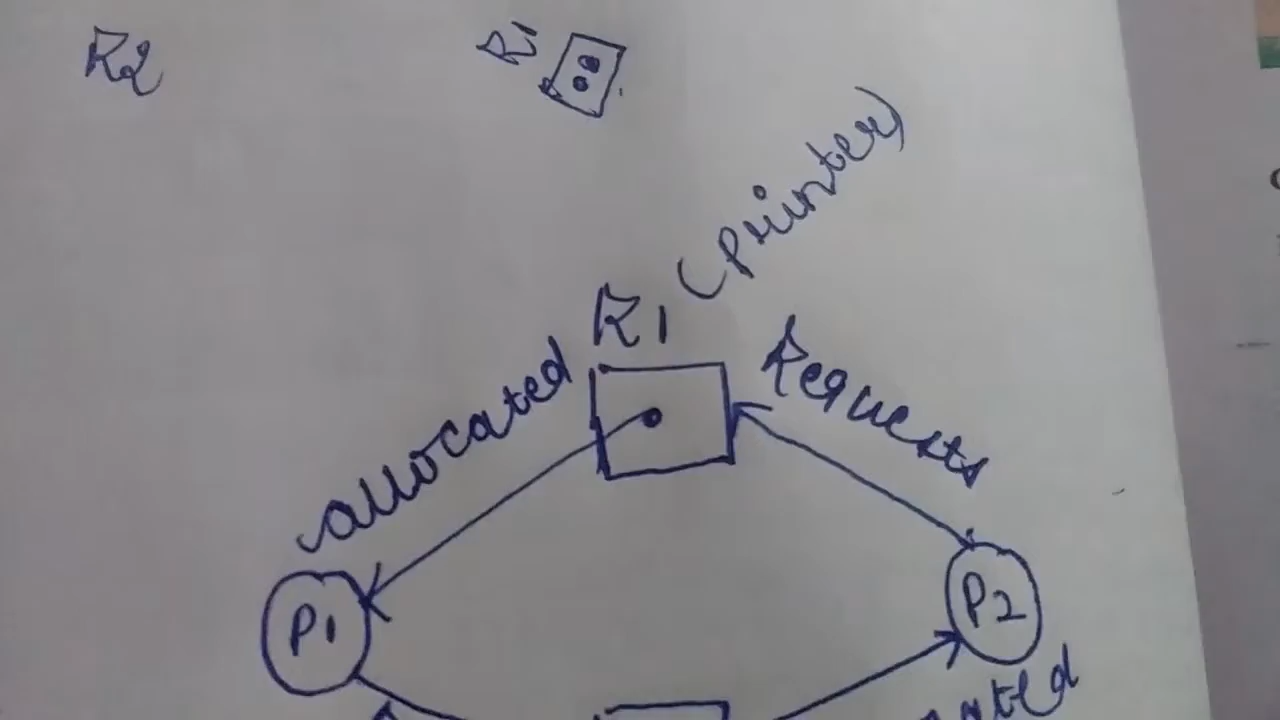 R2
R1
R1 (printer)
allocated
Requests
P1
P2